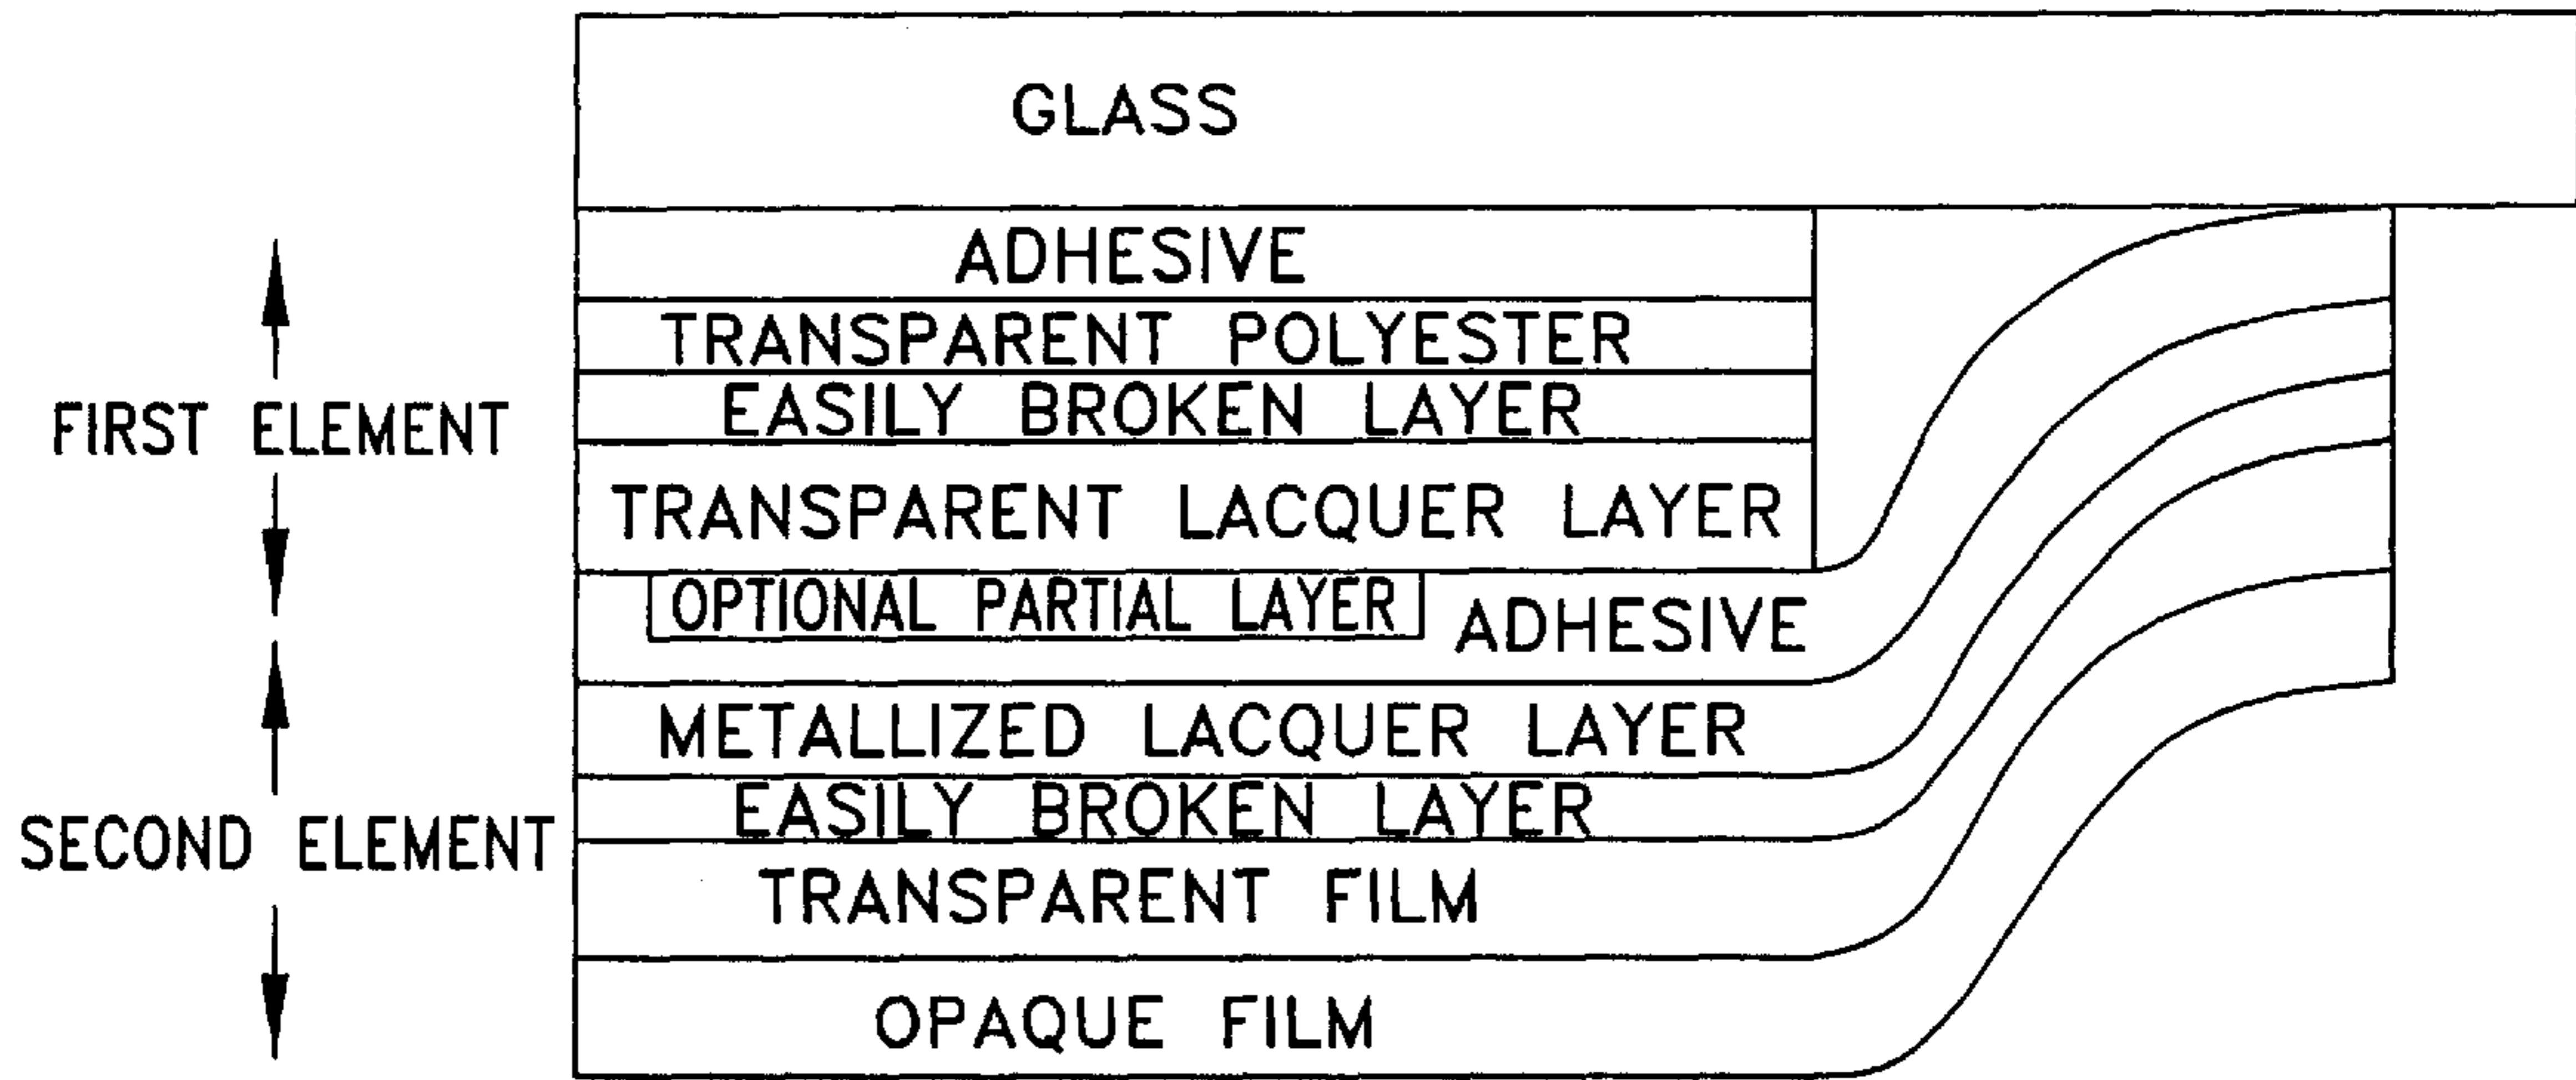 GLASS
ADHESIVE
TRANSPARENT POLYESTER
EASILY BROKEN LAYER
FIRST ELEMENT
TRANSPARENT LACQUER LAYER
OPTIONAL PARTIAL LAYER
ADHESIVE
METALLIZED LACQUER LAYER
EASILY BROKEN LAYER
SECOND ELEMENT
TRANSPARENT FILM
OPAQUE FILM